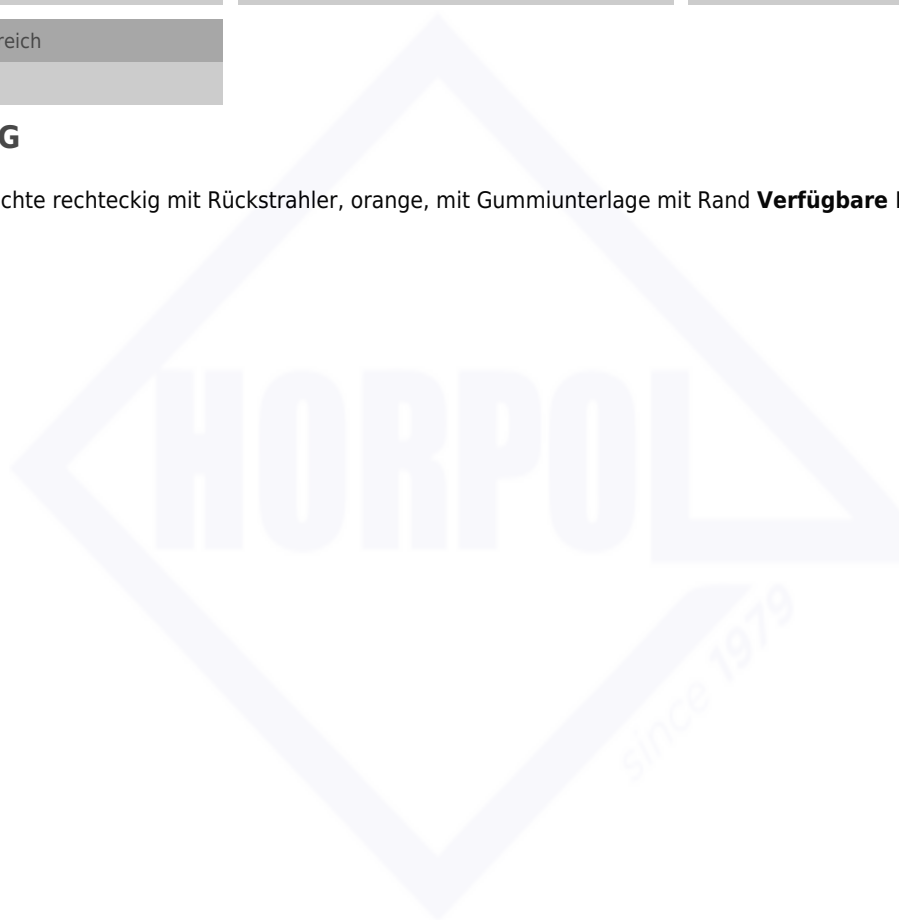 reich
G
chte rechteckig mit Rückstrahler, orange, mit Gummiunterlage mit Rand Verfügbare
HORPOL
since 1979